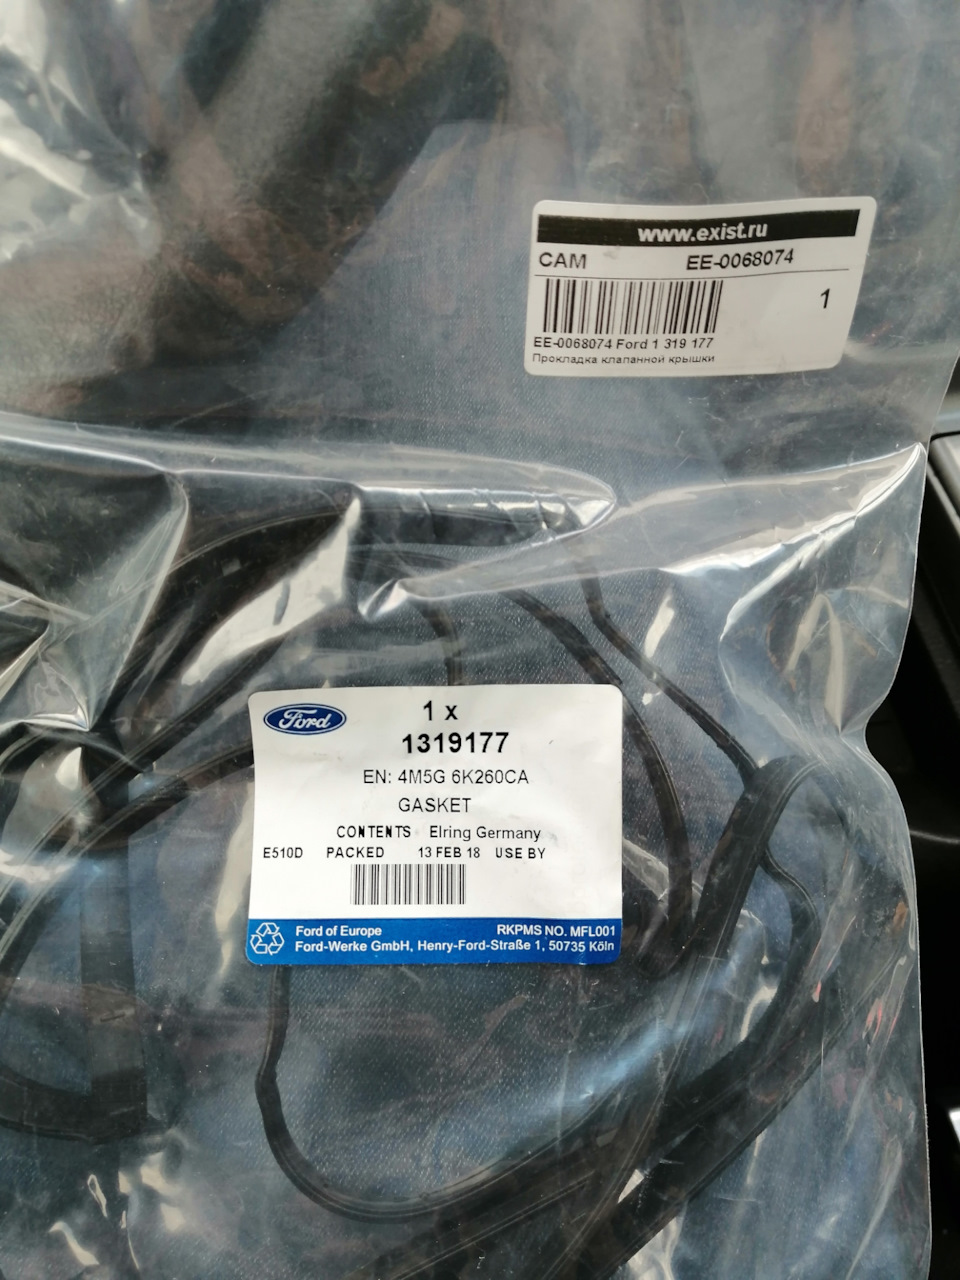 www.exist.ru
CAM EE-0068074
1
EE-0068074 Ford 1 319 177
Прокладка клапанной крышки
Ford 1 x
1319177
EN: 4M5G 6K260CA
GASKET
CONTENTS Elring Germany
E510D PACKED 13 FEB 18 USE BY
Ford of Europe RKPMS NO. MFL001
Ford-Werke GmbH, Henry-Ford-Straße 1, 50735 Köln